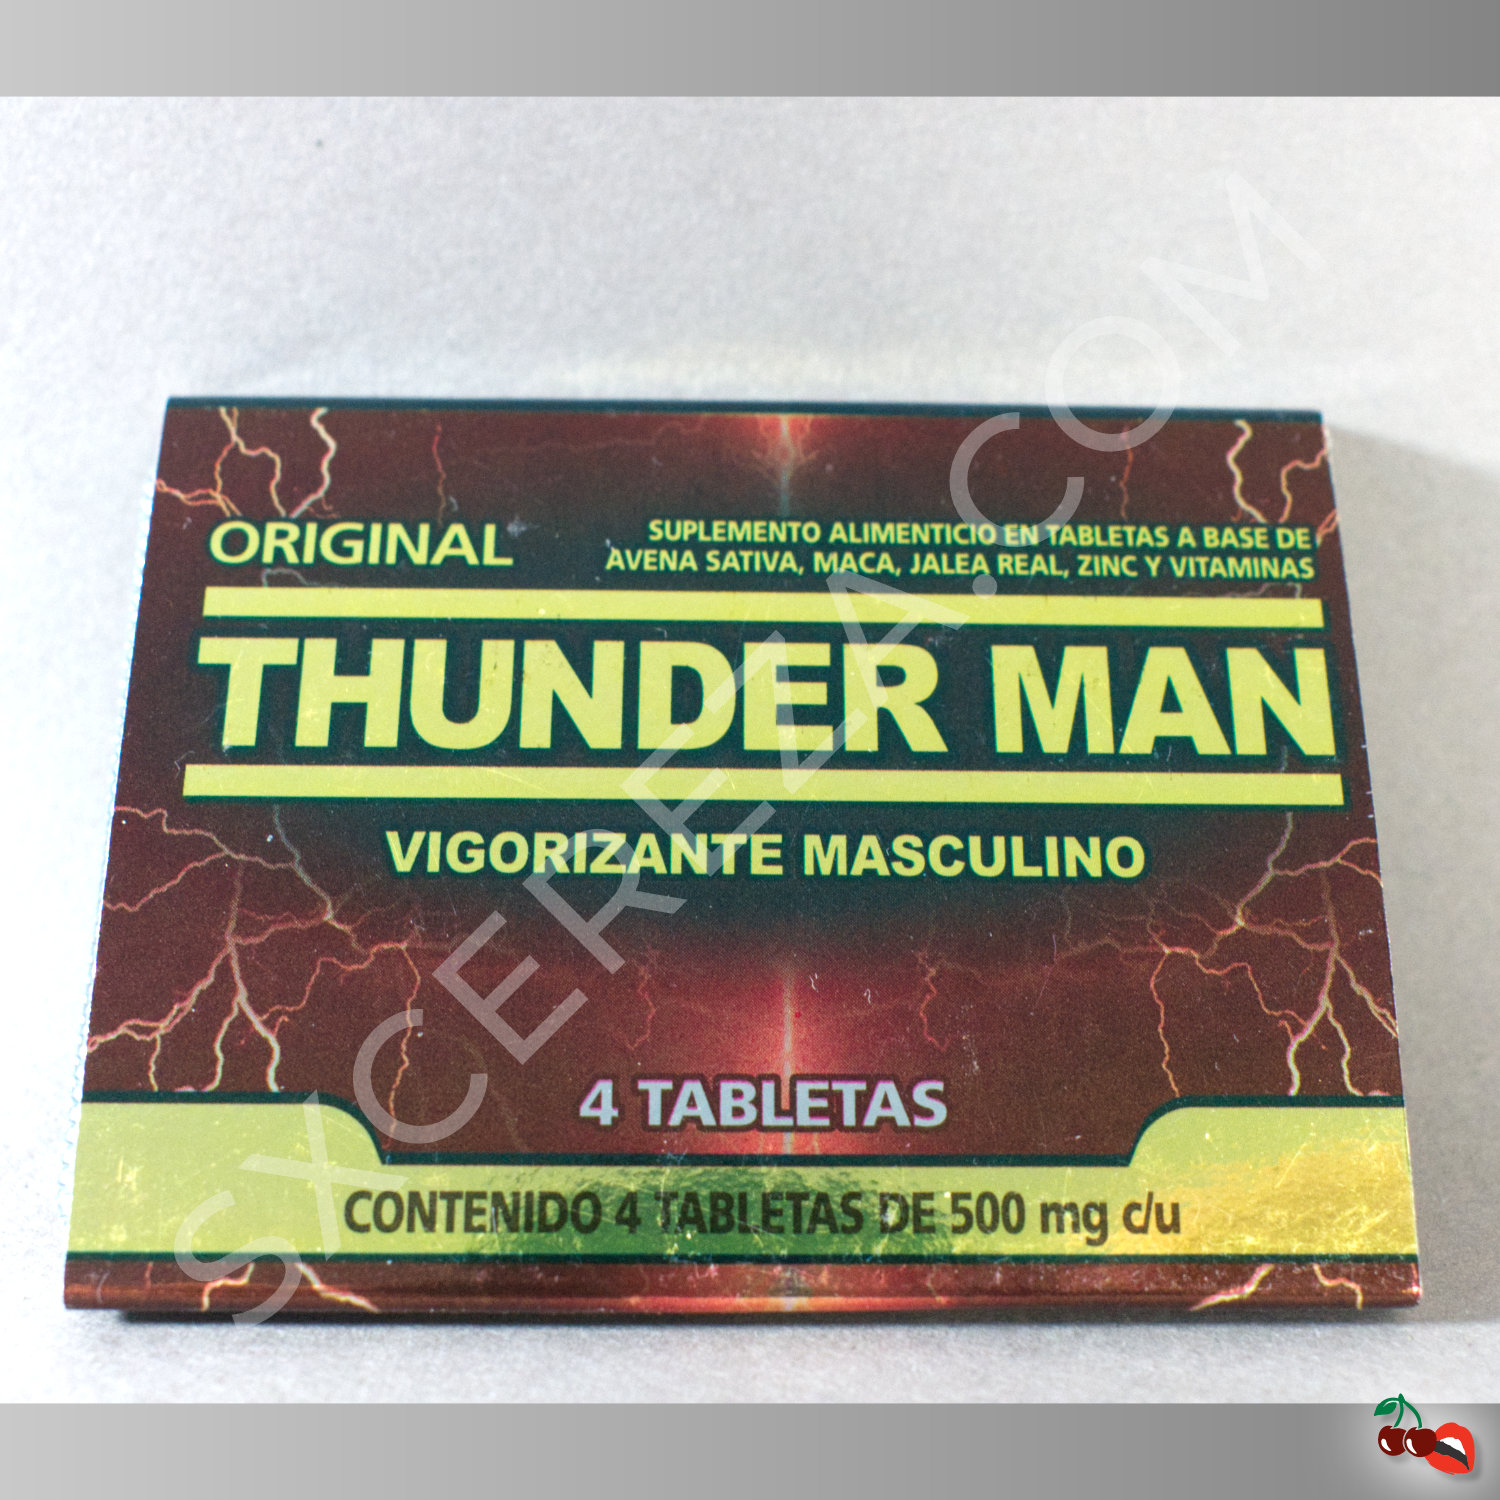 ORIGINAL
SUPLEMENTO ALIMENTICIO EN TABLETAS A BASE DE
AVENA SATIVA, MACA, JALEA REAL, ZINC Y VITAMINAS
THUNDER MAN
VIGORIZANTE MASCULINO
4 TABLETAS
CONTENIDO 4 TABLETAS DE 500 mg c/u
SXCEREZA.COM